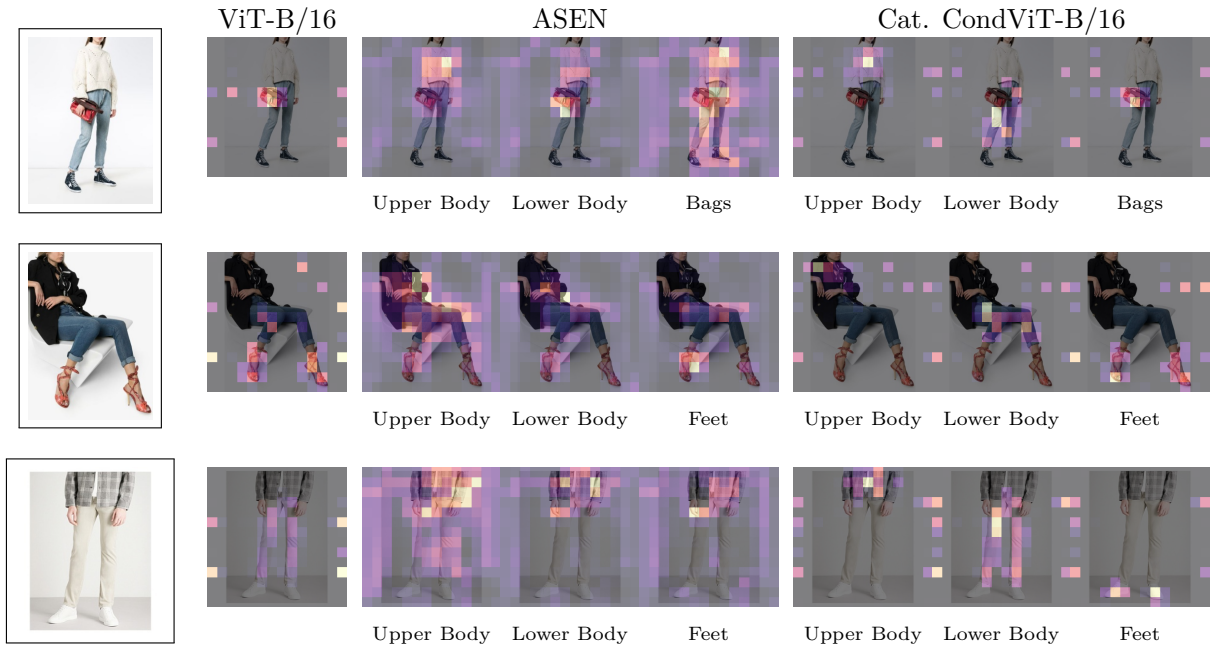 ViT-B/16 ASEN Cat. CondViT-B/16
Upper Body Lower Body Bags Upper Body Lower Body Bags
Upper Body Lower Body Feet Upper Body Lower Body Feet
Upper Body Lower Body Feet Upper Body Lower Body Feet